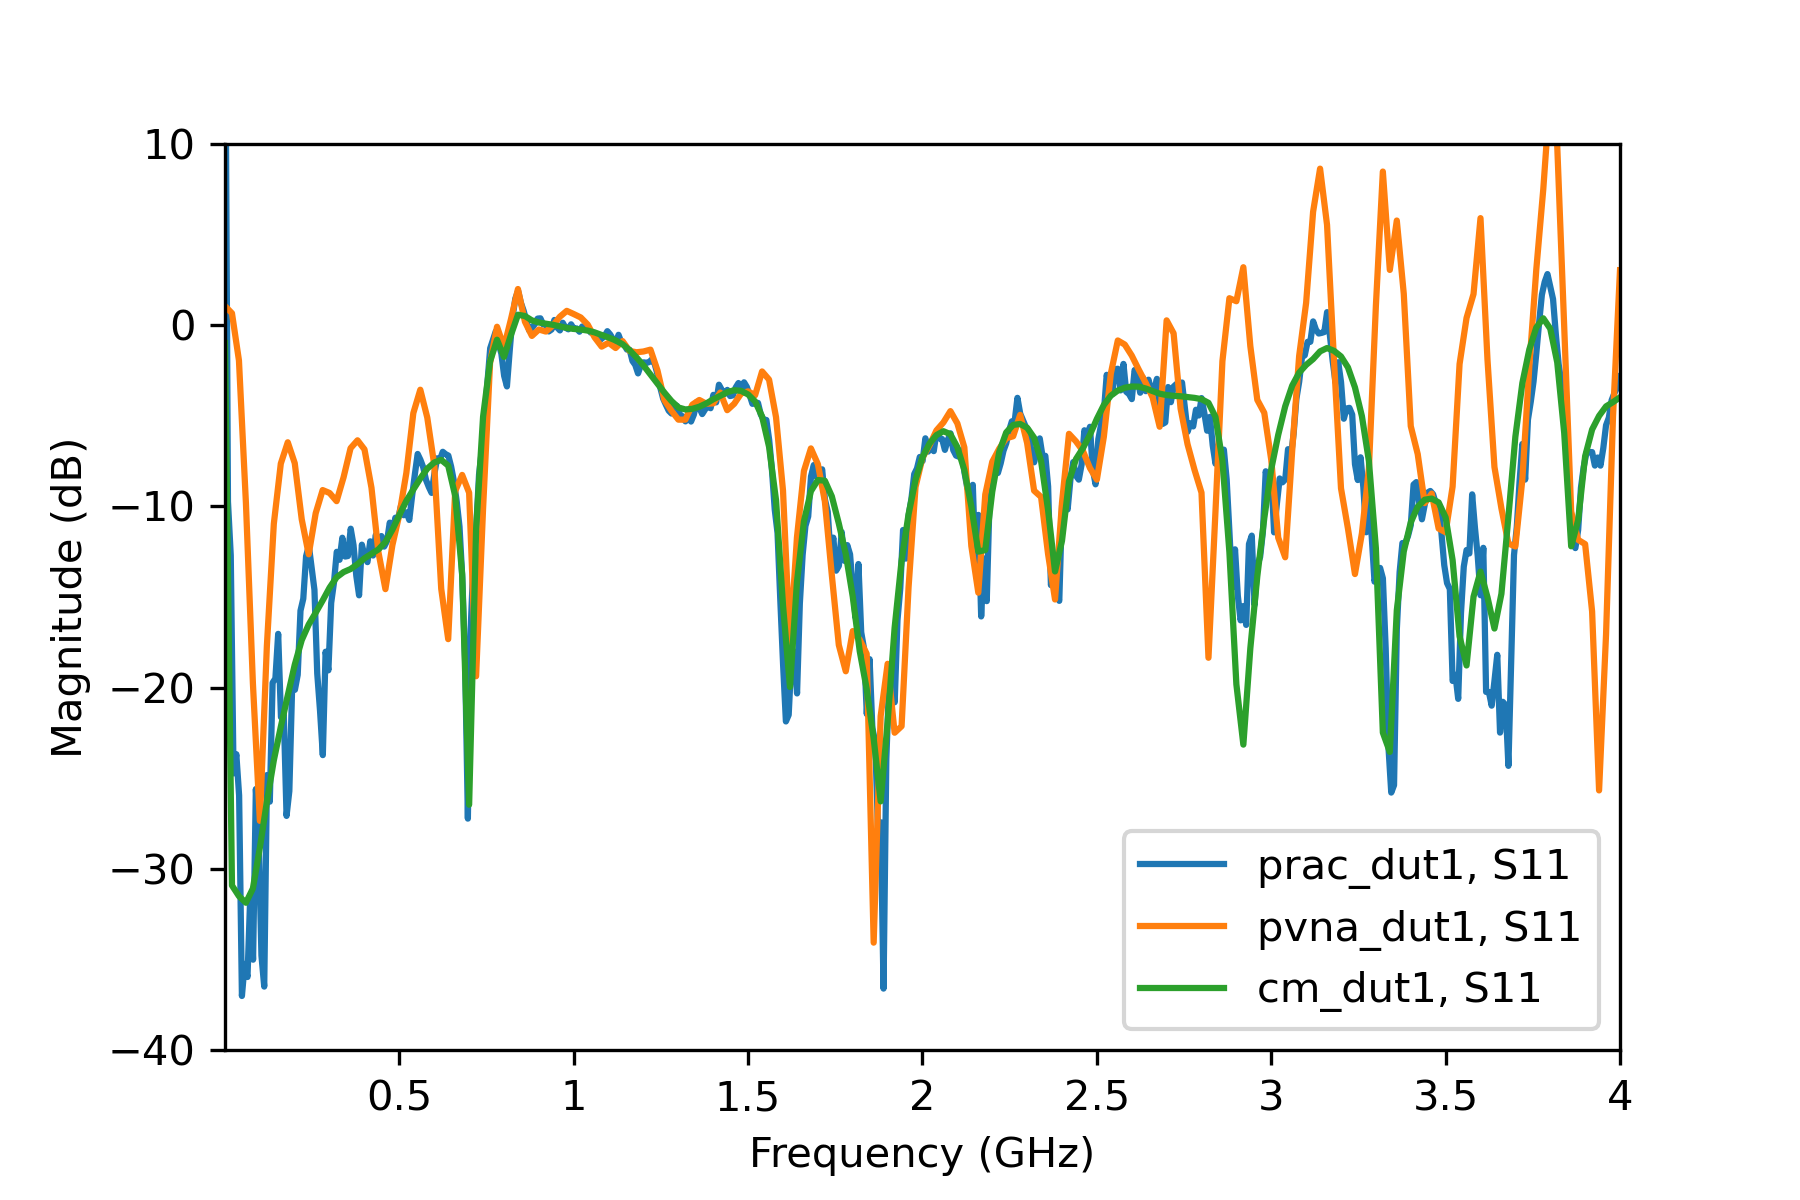 10
0
−10
−20
−30
−40
Magnitude (dB)
0.5 1 1.5 2 2.5 3 3.5 4
Frequency (GHz)
prac_dut1, S11
pvna_dut1, S11
cm_dut1, S11